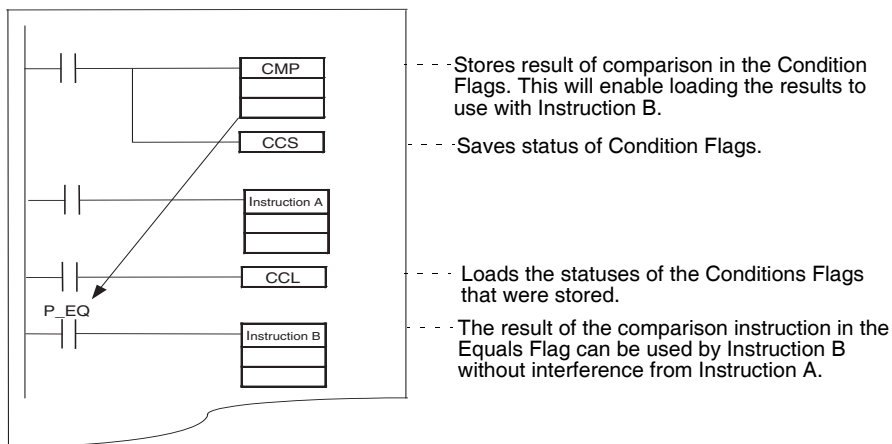 CMP
Stores result of comparison in the Condition
Flags. This will enable loading the results to
use with Instruction B.
CCS
Saves status of Condition Flags.
Instruction A
CCL
Loads the statuses of the Conditions Flags
that were stored.
P_EQ
Instruction B
The result of the comparison instruction in the
Equals Flag can be used by Instruction B
without interference from Instruction A.